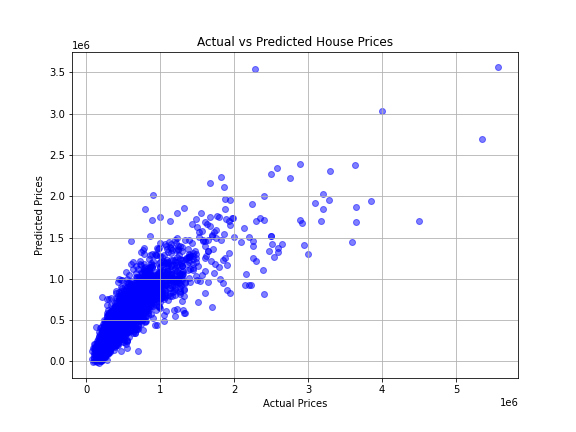 Actual vs Predicted House Prices
1e6
3.5
3.0
2.5
2.0
1.5
1.0
0.5
0.0
Predicted Prices
0 1 2 3 4 5
Actual Prices
1e6